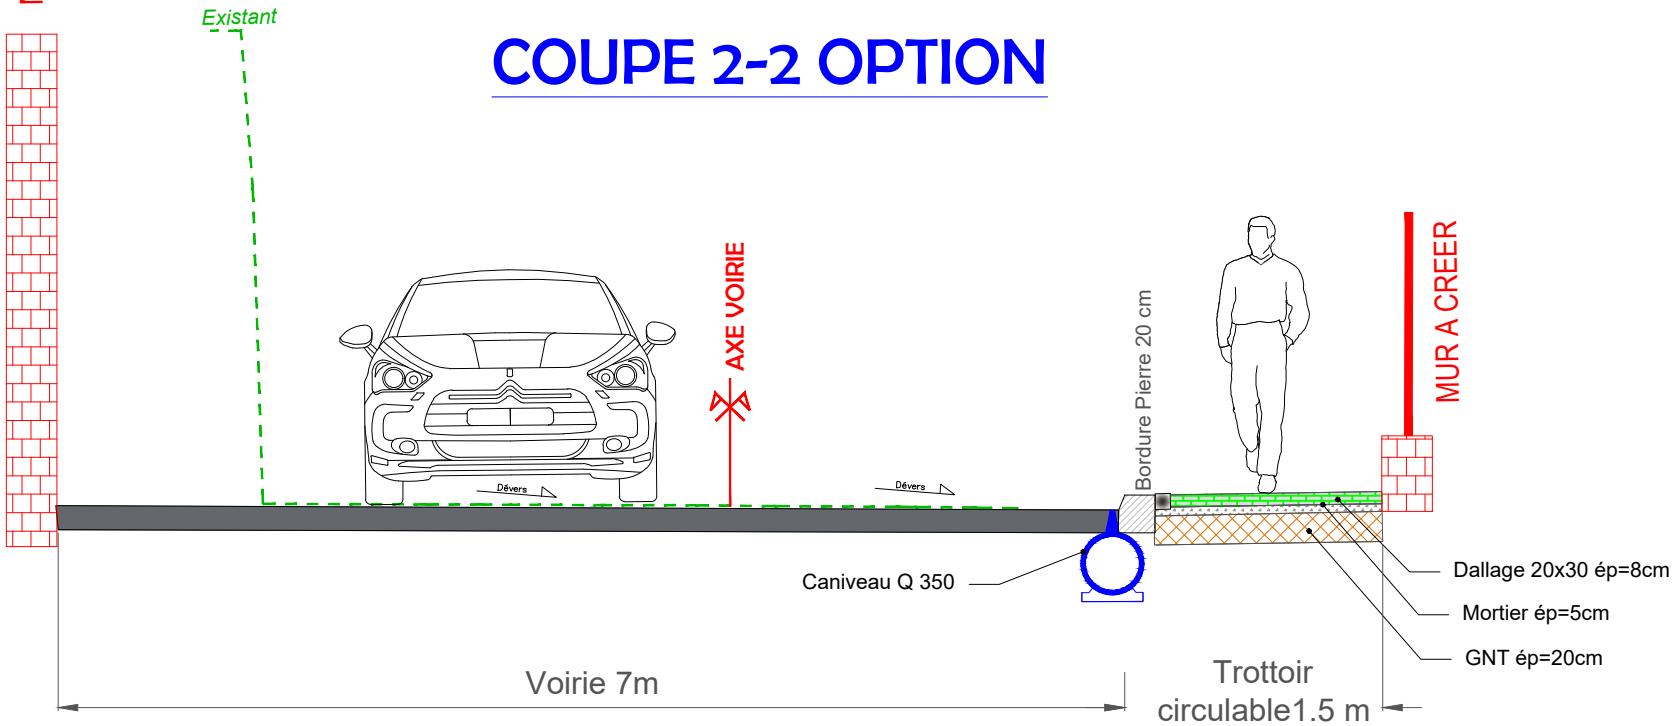 Existant
COUPE 2-2 OPTION
AXE VOIRIE
Bordure Pierre 20 cm
MUR A CREER
Dévers
Dévers
Caniveau Q 350
Dallage 20x30 ép=8cm
Mortier ép=5cm
GNT ép=20cm
Voirie 7m
Trottoir
circulable1.5 m